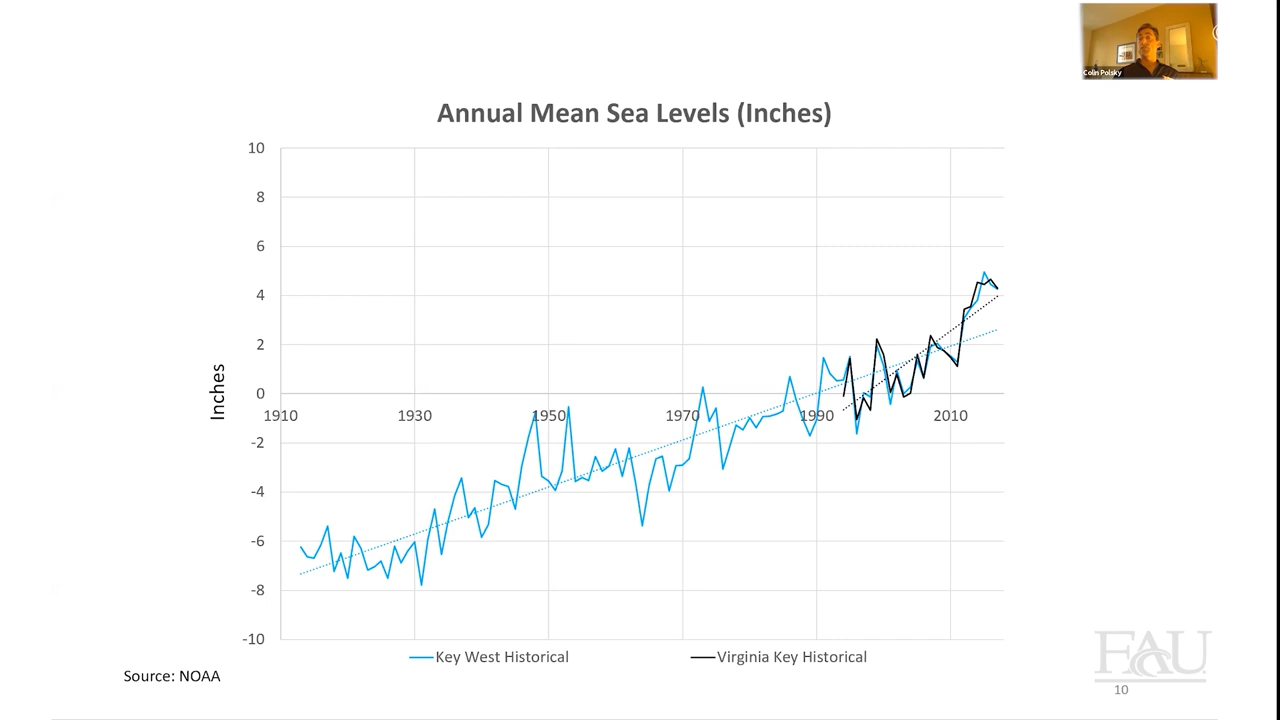 Colin Polsky
Annual Mean Sea Levels (Inches)
10
8
6
4
2
0
-2
-4
-6
-8
-10
Inches
1910 1930 1950 1970 1990 2010
Key West Historical Virginia Key Historical
Source: NOAA
FAU
10